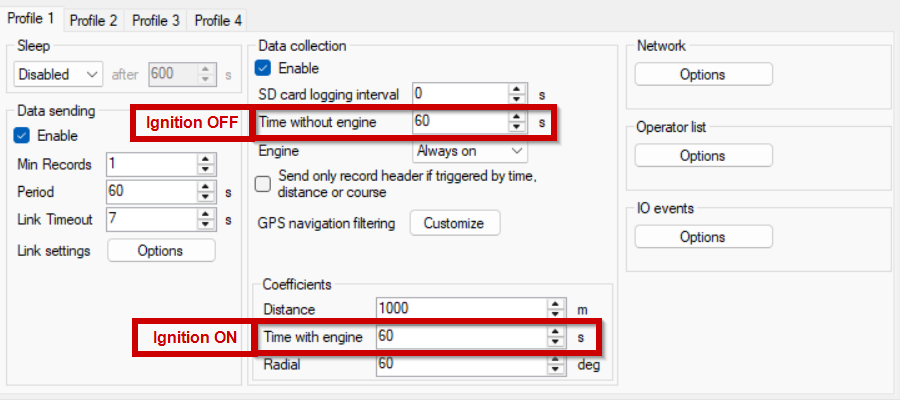 Profile 1 Profile 2 Profile 3 Profile 4
Sleep
Disabled after 600 s
Data sending
Enable
Min Records 1
Period 60 s
Link Timeout 7 s
Link settings Options
Data collection
Enable
SD card logging interval 0 s
Ignition OFF Time without engine 60 s
Engine Always on
Send only record header if triggered by time,
distance or course
GPS navigation filtering Customize
Coefficients
Distance 1000 m
Ignition ON Time with engine 60 s
Radial 60 deg
Network
Options
Operator list
Options
IO events
Options